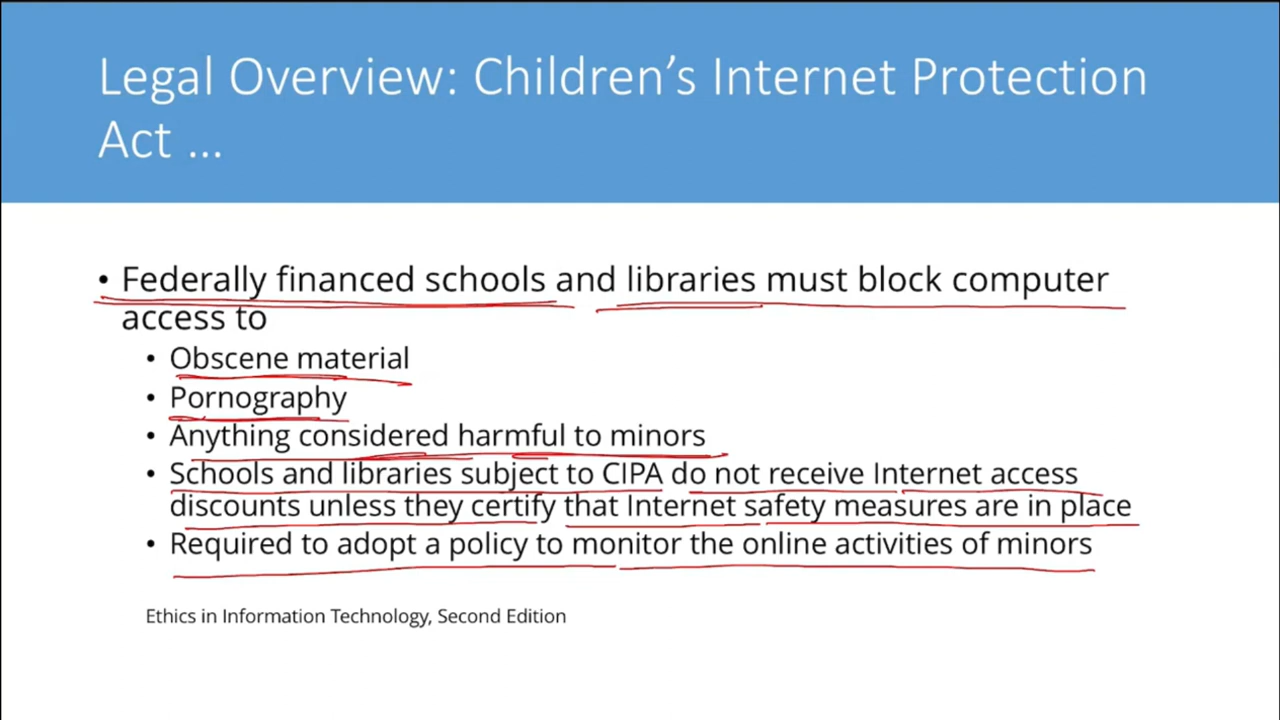 Legal Overview: Children's Internet Protection
Act ...
• Federally financed schools and libraries must block computer
access to
• Obscene material
• Pornography
• Anything considered harmful to minors
• Schools and libraries subject to CIPA do not receive Internet access
discounts unless they certify that Internet safety measures are in place
• Required to adopt a policy to monitor the online activities of minors
Ethics in Information Technology, Second Edition